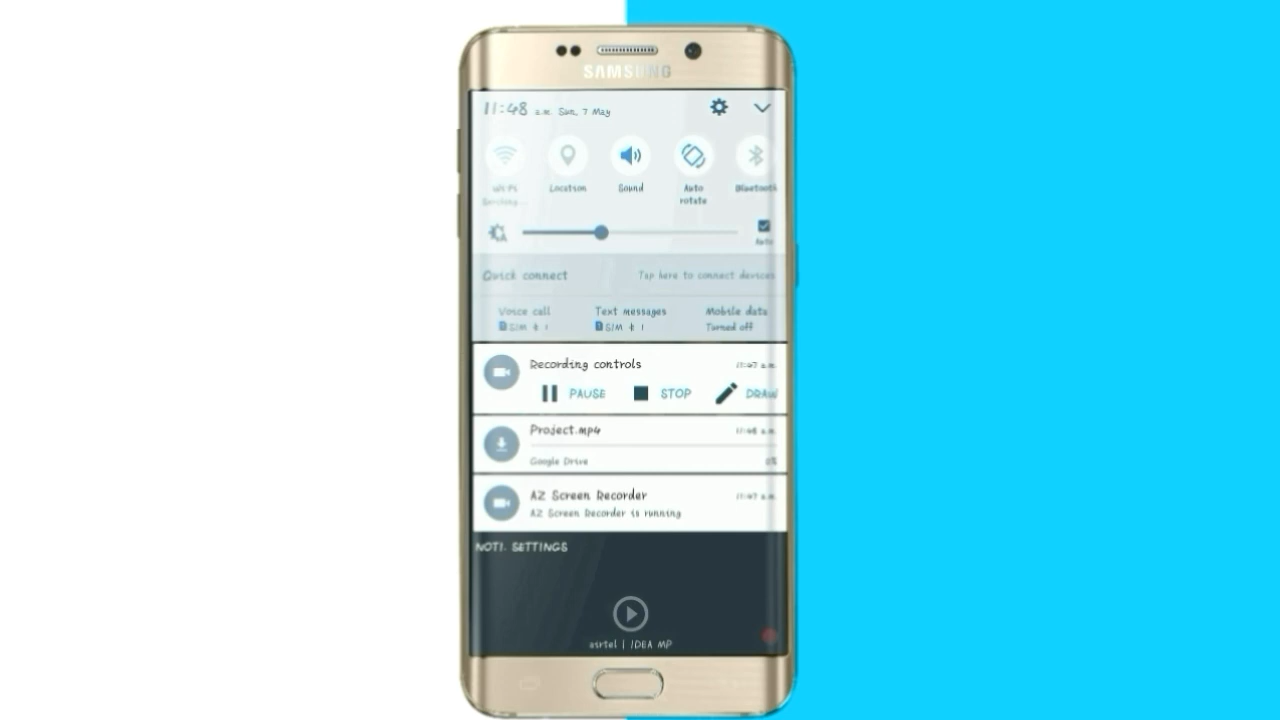 SAMSUNG
11:48 a.m. Sun, 7 May
Wi-Fi
Location
Sound
Auto
rotate
Bluetooth
Auto
Quick connect
Tap here to connect devices
Voice call
Text messages
Mobile data
SIM 1
SIM 1
Turned off
Recording controls
11:47 a.m.
PAUSE
STOP
DRAW
Project.mp4
11:48 a.m.
Google Drive
0%
AZ Screen Recorder
11:47 a.m.
AZ Screen Recorder is running
NOTI. SETTINGS
airtel | IDEA MP